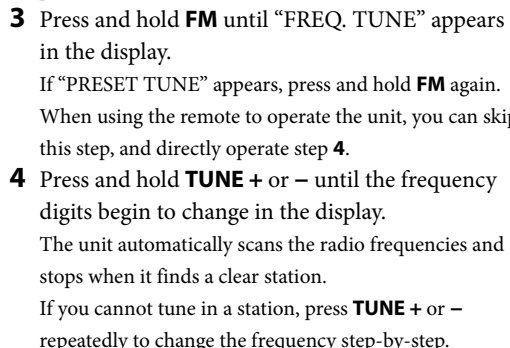 3 Press and hold FM until “FREQ. TUNE” appears
in the display.
If “PRESET TUNE” appears, press and hold FM again.
When using the remote to operate the unit, you can skip
this step, and directly operate step 4.
4 Press and hold TUNE + or − until the frequency
digits begin to change in the display.
The unit automatically scans the radio frequencies and
stops when it finds a clear station.
If you cannot tune in a station, press TUNE + or −
repeatedly to change the frequency step-by-step.